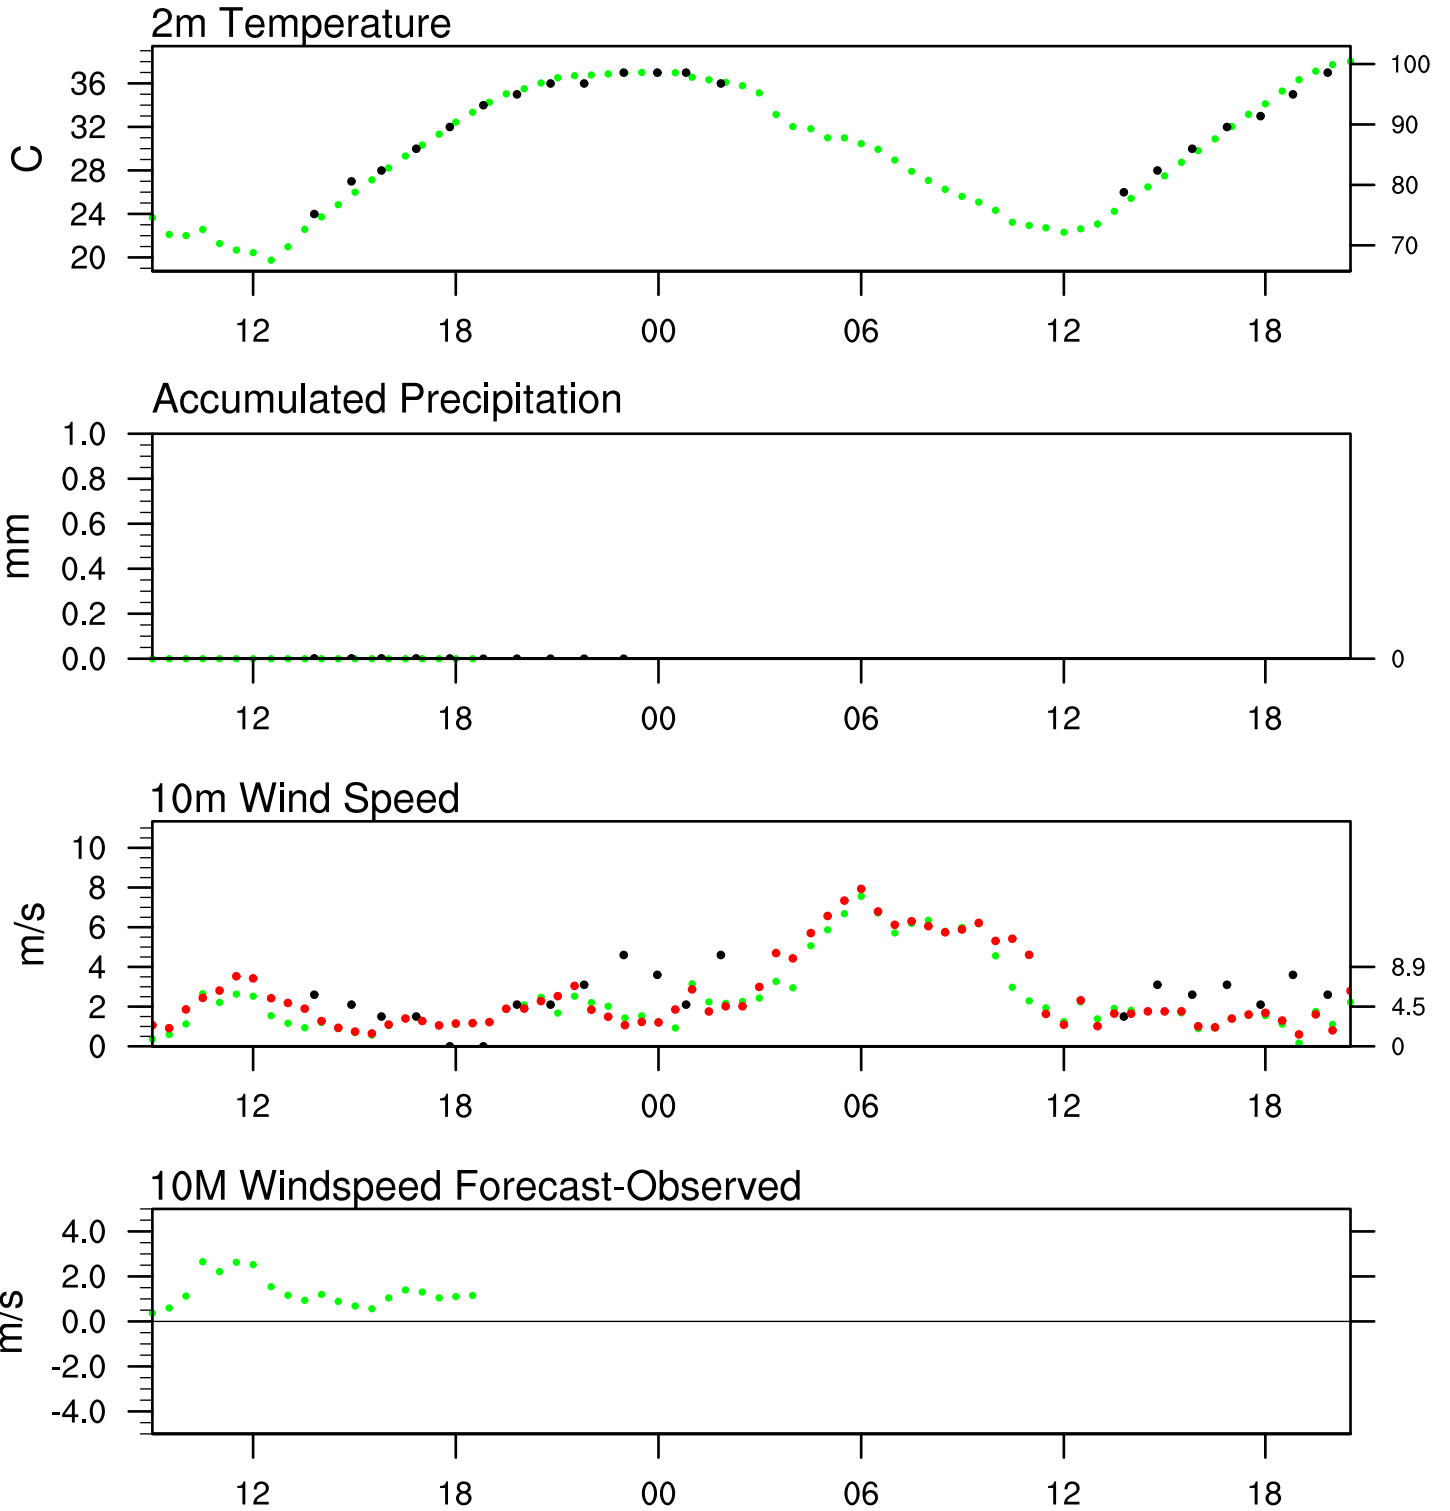 2m Temperature
36
32
28
24
20
C
100
90
80
70
12 18 00 06 12 18
Accumulated Precipitation
1.0
0.8
0.6
0.4
0.2
0.0
mm
0
12 18 00 06 12 18
10m Wind Speed
10
8
6
4
2
0
m/s
8.9
4.5
0
12 18 00 06 12 18
10M Windspeed Forecast-Observed
4.0
2.0
0.0
-2.0
-4.0
m/s
12 18 00 06 12 18